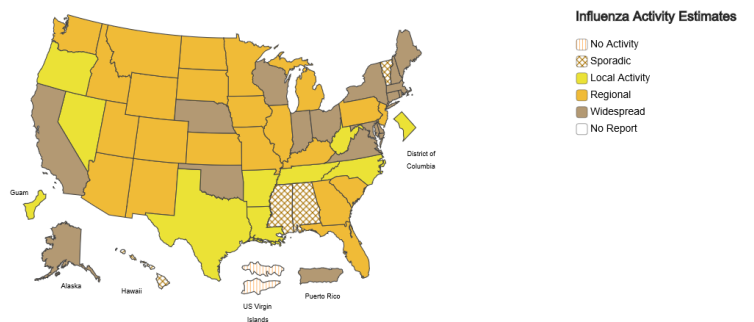 Influenza Activity Estimates
No Activity
Sporadic
Local Activity
Regional
Widespread
No Report
District of
Columbia
Guam
Alaska
Hawaii
US Virgin
Islands
Puerto Rico